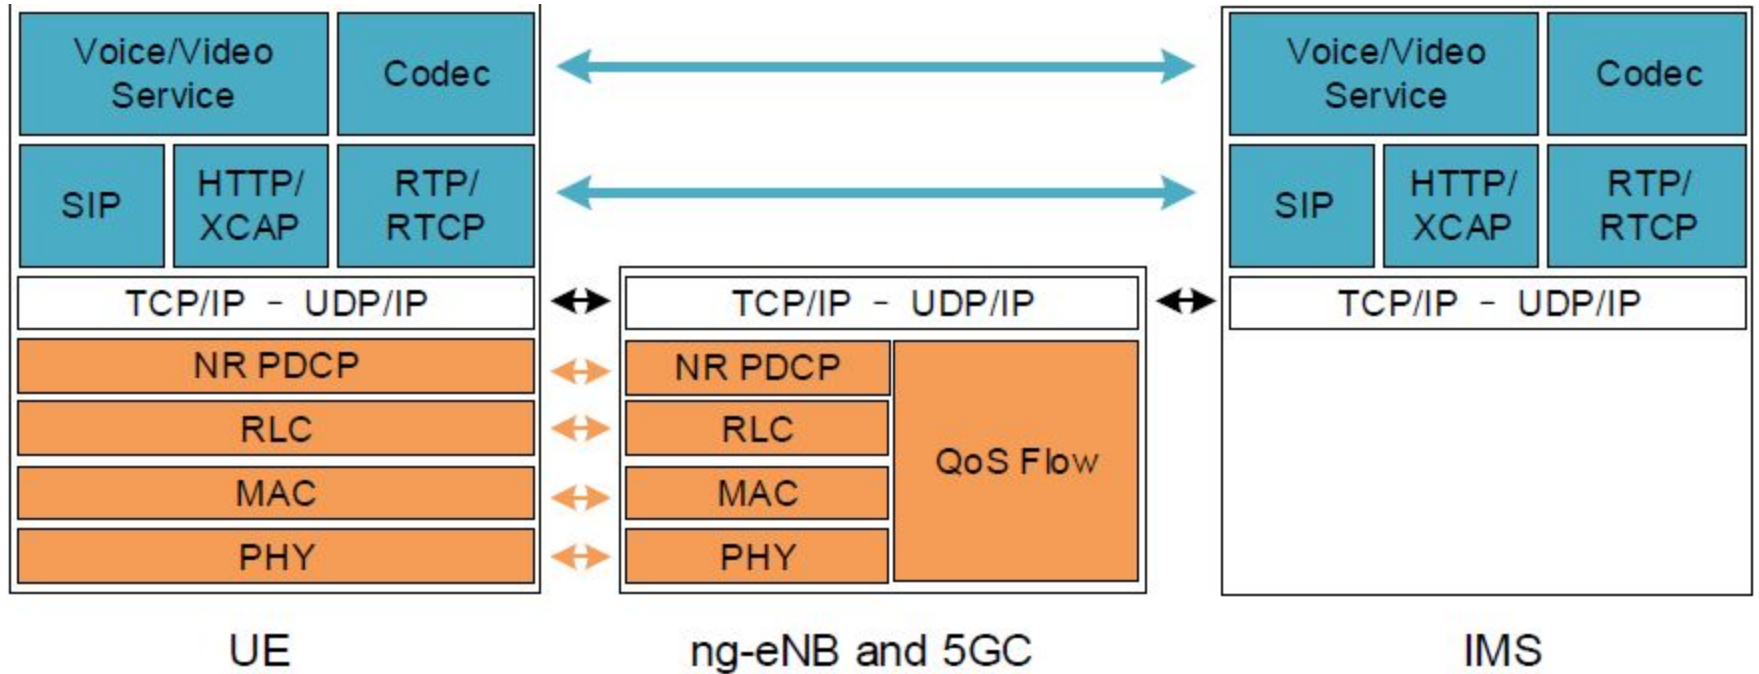 Voice/Video
Service
Codec
SIP
HTTP/
XCAP
RTP/
RTCP
TCP/IP - UDP/IP
NR PDCP
RLC
MAC
PHY
UE
TCP/IP - UDP/IP
NR PDCP
RLC
MAC
PHY
QoS Flow
ng-eNB and 5GC
Voice/Video
Service
Codec
SIP
HTTP/
XCAP
RTP/
RTCP
TCP/IP - UDP/IP
IMS